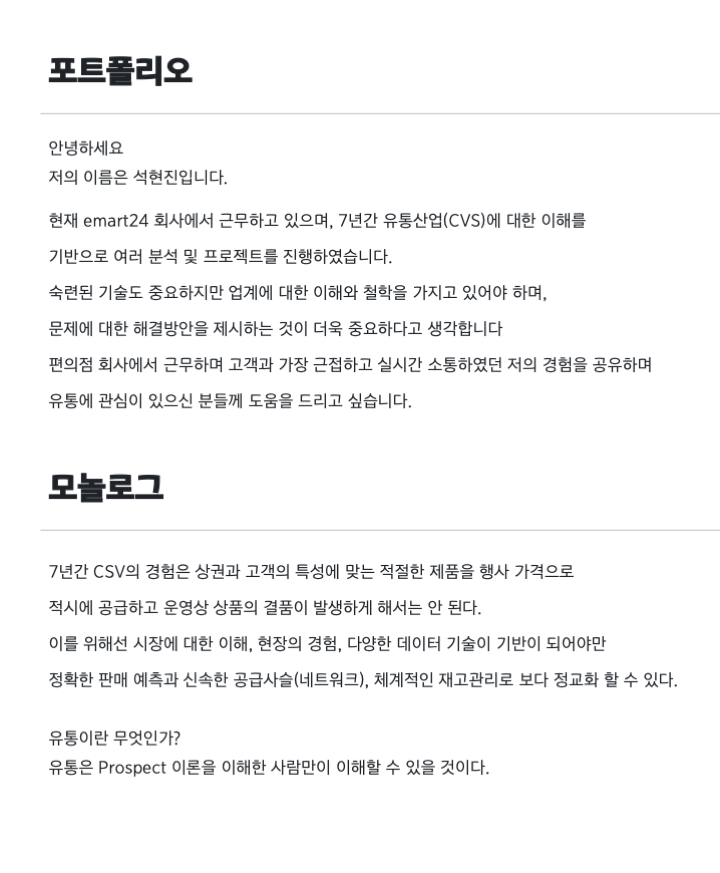 포트폴리오
안녕하세요
저의 이름은 석현진입니다.
현재 emart24 회사에서 근무하고 있으며, 7년간 유통산업(CVS)에 대한 이해를
기반으로 여러 분석 및 프로젝트를 진행하였습니다.
숙련된 기술도 중요하지만 업계에 대한 이해와 철학을 가지고 있어야 하며,
문제에 대한 해결방안을 제시하는 것이 더욱 중요하다고 생각합니다
편의점 회사에서 근무하며 고객과 가장 근접하고 실시간 소통하였던 저의 경험을 공유하며
유통에 관심이 있으신 분들께 도움을 드리고 싶습니다.
모놀로그
7년간 CSV의 경험은 상권과 고객의 특성에 맞는 적절한 제품을 행사 가격으로
적시에 공급하고 운영상 상품의 결품이 발생하게 해서는 안 된다.
이를 위해선 시장에 대한 이해, 현장의 경험, 다양한 데이터 기술이 기반이 되어야만
정확한 판매 예측과 신속한 공급사슬(네트워크), 체계적인 재고관리로 보다 정교화 할 수 있다.
유통이란 무엇인가?
유통은 Prospect 이론을 이해한 사람만이 이해할 수 있을 것이다.